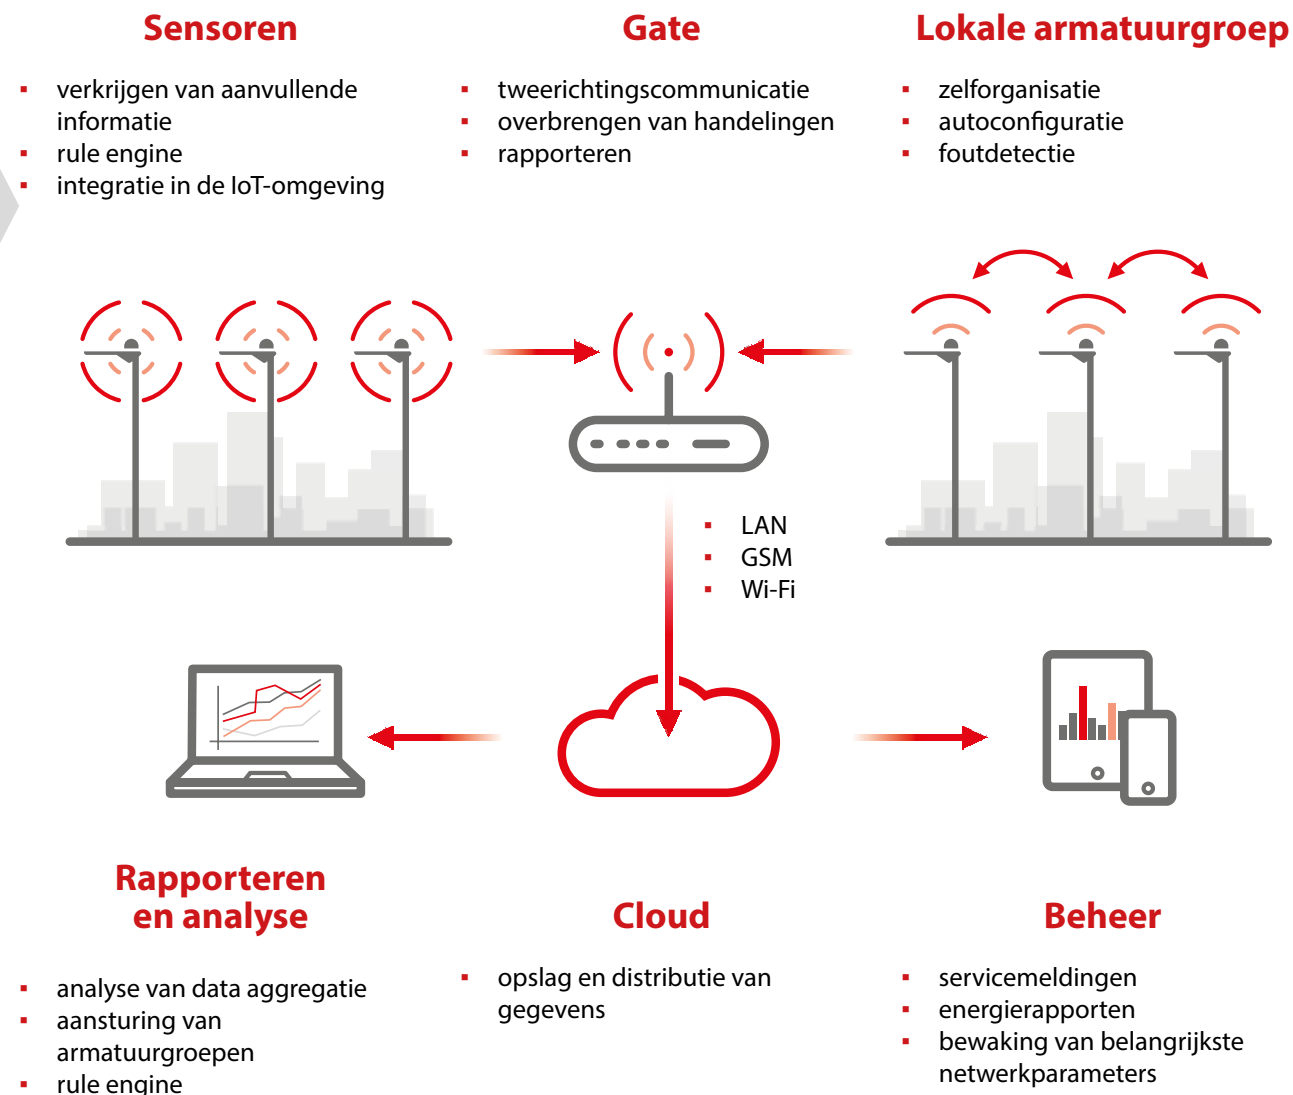 Sensoren
▪ verkrijgen van aanvullende
informatie
▪ rule engine
▪ integratie in de IoT-omgeving
Gate
▪ tweerichtingscommunicatie
▪ overbrengen van handelingen
▪ rapporteren
Lokale armatuurgroep
▪ zelforganisatie
▪ autoconfiguratie
▪ foutdetectie
▪ LAN
▪ GSM
▪ Wi-Fi
Rapporteren
en analyse
▪ analyse van data aggregatie
▪ aansturing van
armatuurgroepen
▪ rule engine
Cloud
▪ opslag en distributie van
gegevens
Beheer
▪ servicemeldingen
▪ energierapporten
▪ bewaking van belangrijkste
netwerkparameters